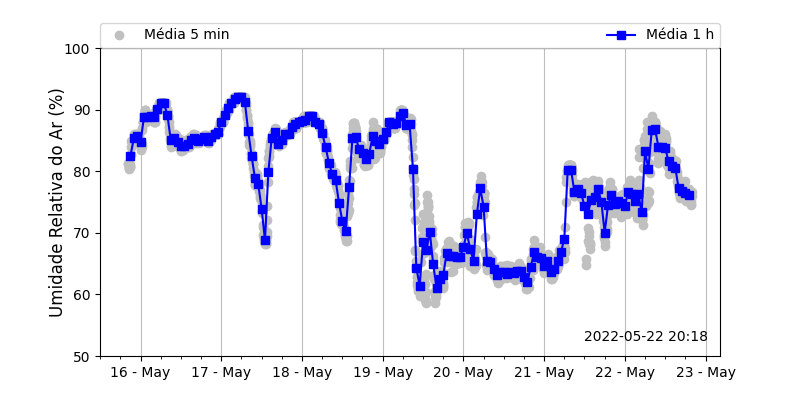 Média 5 min
Média 1 h
Umidade Relativa do Ar (%)
100
90
80
70
60
50
2022-05-22 20:18
16 - May
17 - May
18 - May
19 - May
20 - May
21 - May
22 - May
23 - May